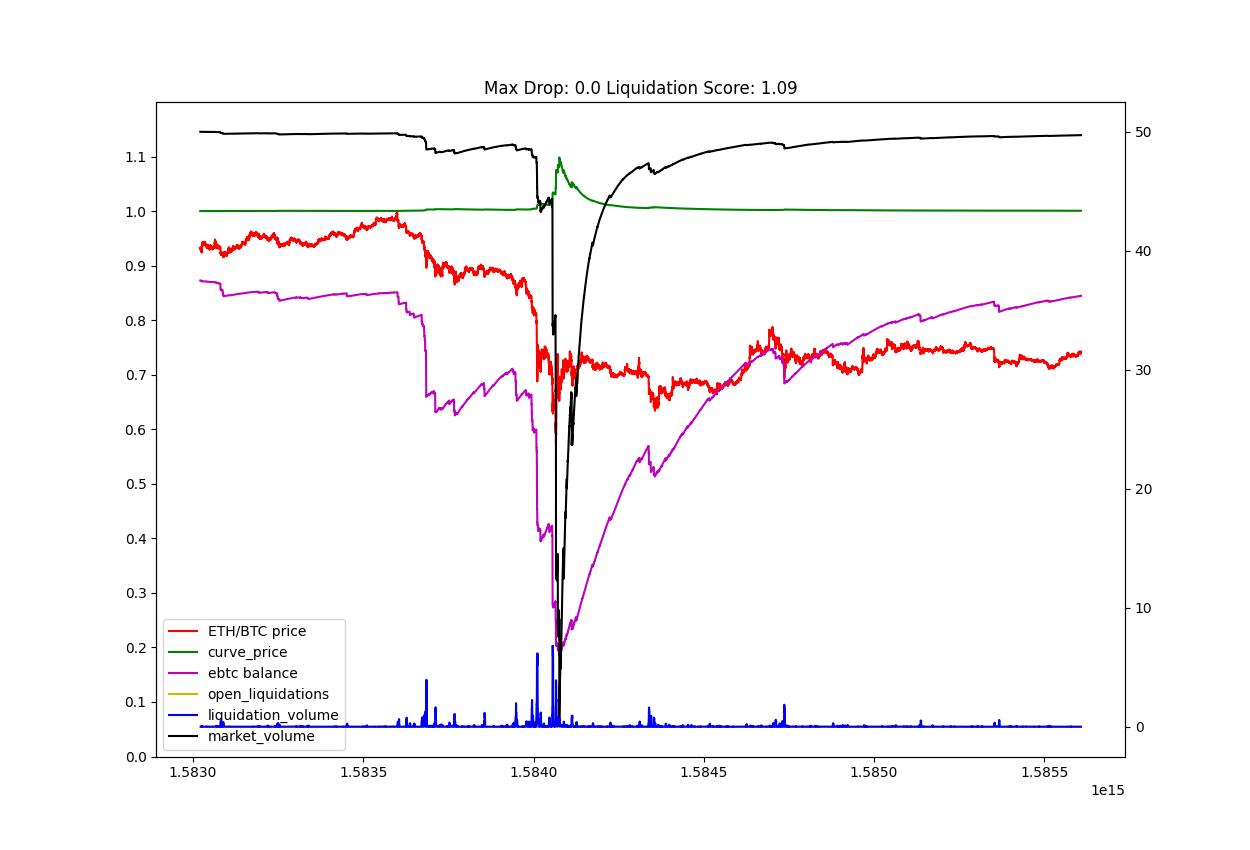 Max Drop: 0.0 Liquidation Score: 1.09
1.1
1.0
0.9
0.8
0.7
0.6
0.5
0.4
0.3
0.2
0.1
0.0
50
40
30
20
10
0
ETH/BTC price
curve_price
ebtc balance
open_liquidations
liquidation_volume
market_volume
1.5830 1.5835 1.5840 1.5845 1.5850 1.5855
1e15